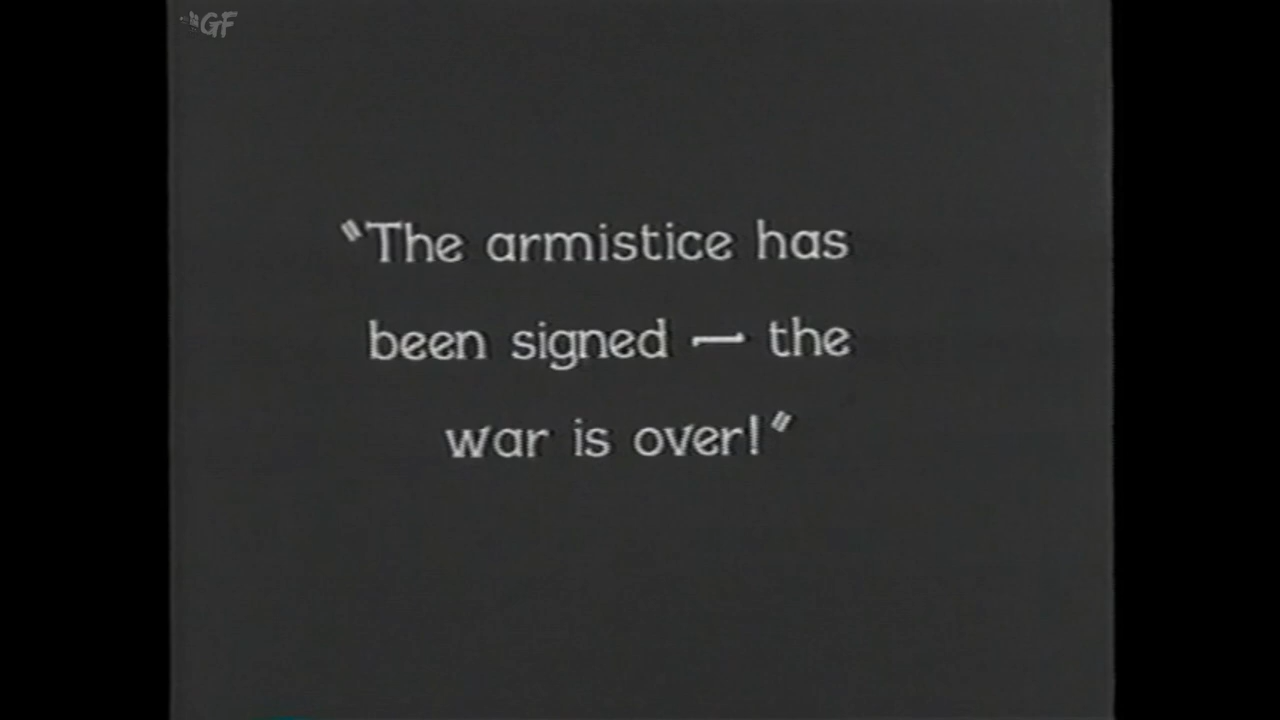 GF
"The armistice has
been signed — the
war is over!"